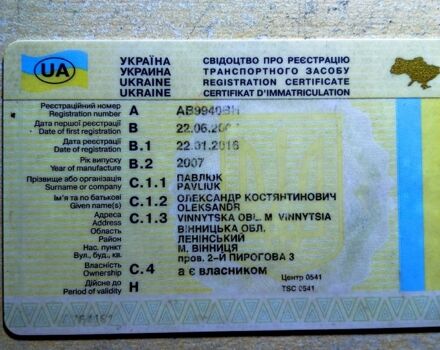 UA
УКРАЇНА
УКРАИНА
UKRAINE
СВІДОЦТВО ПРО РЕЄСТРАЦІЮ
ТРАНСПОРТНОГО ЗАСОБУ
REGISTRATION CERTIFICATE
CERTIFIKAT D'IMMATRICULATION
Реєстраційний номер
Registration number
A
Дата першої реєстрації
Date of first registration
B
Дата реєстрації
Date of registration
B.1
22.01.2016
Рік випуску
Year of manufacture
B.2
2007
Прізвище або організація
Surname or company
C.1.1
ПАВЛЮК
PAVLIUK
Ім'я та по батькові
Given name(s)
C.1.2
ОЛЕКСАНДР КОСТЯНТИНОВИЧ
OLEKSANDR
Адреса
Address
C.1.3
VINNYTSKA OBL. M VINNYTSIA
Область
ВІННИЦЬКА ОБЛ.
Район
ЛЕНІНСЬКИЙ
Нас. пункт
М. ВІННИЦЯ
Вул., буд., кв.
пров. 2-Й ПИРОГОВА 3
Власність
Ownership
C.4
а є власником
Центр 0541
Дійсне до
Period of validity
H
TSC 0541